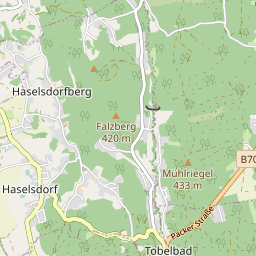 Haselsdorfberg
Falzberg
420 m
Mühlriegel
433 m
B70
Haselsdorf
Packer Straße
Tobelbad